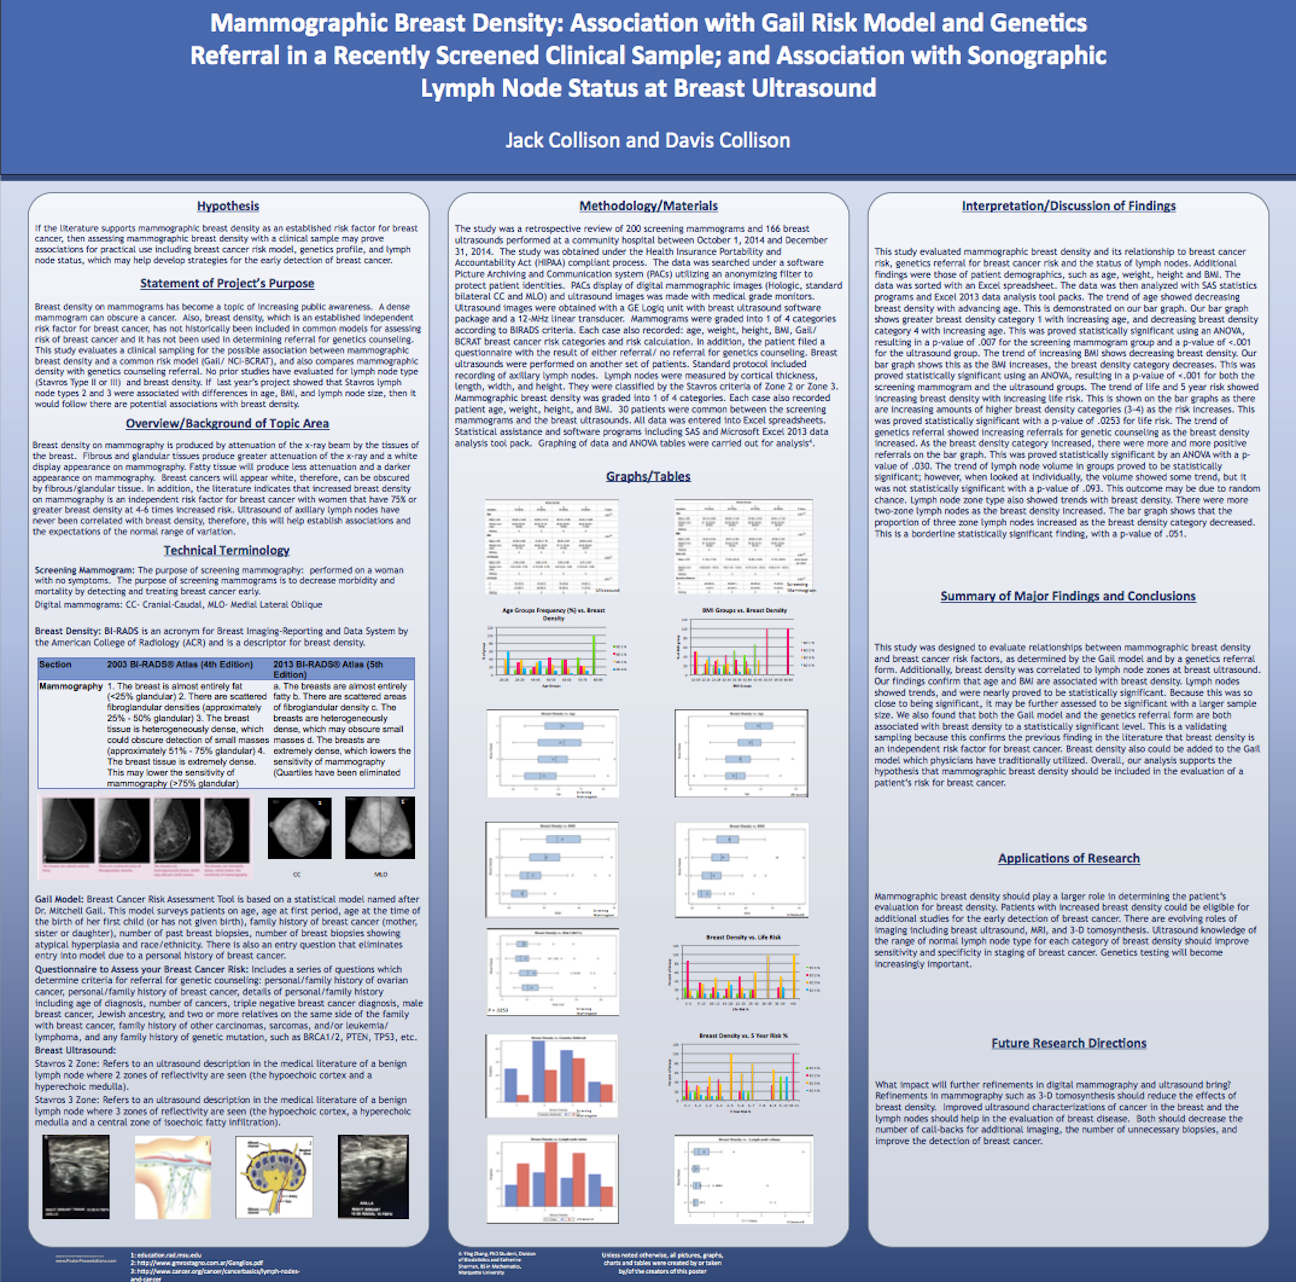 Mammographic Breast Density: Association with Gail Risk Model and Genetics
Referral in a Recently Screened Clinical Sample; and Association with Sonographic
Lymph Node Status at Breast Ultrasound
Jack Collison and Davis Collison
Hypothesis
If the literature supports mammographic breast density as an established risk factor for breast
cancer, then assessing mammographic breast density with a clinical sample may prove
associations for practical use including breast cancer risk model, genetics profile, and lymph
node status, which may help develop strategies for the early detection of breast cancer.
Statement of Project's Purpose
Breast density on mammograms has become a topic of increasing public awareness. A dense
mammogram can obscure a cancer. Also, breast density, which is an established independent
risk factor for breast cancer, has not historically been included in common models for assessing
risk of breast cancer and it has not been used in determining referral for genetics counseling.
This study evaluates a clinical sampling for the possible association between mammographic
breast density and a common risk model (Gail/ NCI-BCRAT), and also compares mammographic
density with genetics counseling referral. No prior studies have evaluated for lymph node type
(Stavros Type II or III) and breast density. If last year's project showed that Stavros lymph
node types 2 and 3 were associated with differences in age, BMI, and lymph node size, then it
would follow there are potential associations with breast density.
Overview/Background of Topic Area
Breast density on mammography is produced by attenuation of the x-ray beam by the tissues of
the breast. Fibrous and glandular tissues produce greater attenuation of the x-ray and a white
display appearance on mammography. Fatty tissue will produce less attenuation and a darker
appearance on mammography. Breast cancers will appear white, therefore, can be obscured
by fibrous/glandular tissue. In addition, the literature indicates that increased breast density
on mammography is an independent risk factor for breast cancer with women that have 75% or
greater breast density at 4-6 times increased risk. Ultrasound of axillary lymph nodes have
never been correlated with breast density, therefore, this will help establish associations and
the expectations of the normal range of variation.
Technical Terminology
Screening Mammogram: The purpose of screening mammography: performed on a woman
with no symptoms. The purpose of screening mammograms is to decrease morbidity and
mortality by detecting and treating breast cancer early.
Digital mammograms: CC- Cranial-Caudal, MLO- Medial Lateral Oblique
Breast Density: BI-RADS is an acronym for Breast Imaging-Reporting and Data System by
the American College of Radiology (ACR) and is a descriptor for breast density.
Section 2003 BI-RADS® Atlas (4th Edition) 2013 BI-RADS® Atlas (5th
Edition)
Mammography 1. The breast is almost entirely fat a. The breasts are almost entirely
(<25% glandular) 2. There are scattered fatty b. There are scattered areas
fibroglandular densities (approximately of fibroglandular density c. The
25% - 50% glandular) 3. The breast breasts are heterogeneously
tissue is heterogeneously dense, which dense, which may obscure small
could obscure detection of small masses masses d. The breasts are
(approximately 51% - 75% glandular) 4. extremely dense, which lowers the
The breast tissue is extremely dense. sensitivity of mammography
This may lower the sensitivity of (Quartiles have been eliminated
mammography (>75% glandular)
CC
MLO
Gail Model: Breast Cancer Risk Assessment Tool is based on a statistical model named after
Dr. Mitchell Gail. This model surveys patients on age, age at first period, age at the time of
the birth of her first child (or has not given birth), family history of breast cancer (mother,
sister or daughter), number of past breast biopsies, number of breast biopsies showing
atypical hyperplasia and race/ethnicity. There is also an entry question that eliminates
entry into model due to a personal history of breast cancer.
Questionnaire to Assess your Breast Cancer Risk: Includes a series of questions which
determine criteria for referral for genetic counseling: personal/family history of ovarian
cancer, personal/family history of breast cancer, details of personal/family history
including age of diagnosis, number of cancers, triple negative breast cancer diagnosis, male
breast cancer, Jewish ancestry, and two or more relatives on the same side of the family
with breast cancer, family history of other carcinomas, sarcomas, and/or leukemia/
lymphoma, and any family history of genetic mutation, such as BRCA1/2, PTEN, TP53, etc.
Breast Ultrasound:
Stavros 2 Zone: Refers to an ultrasound description in the medical literature of a benign
lymph node where 2 zones of reflectivity are seen (the hypoechoic cortex and a
hyperechoic medulla).
Stavros 3 Zone: Refers to an ultrasound description in the medical literature of a benign
lymph node where 3 zones of reflectivity are seen (the hypoechoic cortex, a hyperechoic
medulla and a central zone of isoechoic fatty infiltration).
AXILLA
Methodology/Materials
The study was a retrospective review of 200 screening mammograms and 166 breast
ultrasounds performed at a community hospital between October 1, 2014 and December
31, 2014. The study was obtained under the Health Insurance Portability and
Accountability Act (HIPAA) compliant process. The data was searched under a software
Picture Archiving and Communication system (PACs) utilizing an anonymizing filter to
protect patient identities. PACs display of digital mammographic images (Hologic, standard
bilateral CC and MLO) and ultrasound images was made with medical grade monitors.
Ultrasound images were obtained with a GE Logiq unit with breast ultrasound software
package and a 12-MHz linear transducer. Mammograms were graded into 1 of 4 categories
according to BIRADS criteria. Each case also recorded: age, weight, height, BMI, Gail/
BCRAT breast cancer risk categories and risk calculation. In addition, the patient filed a
questionnaire with the result of either referral/ no referral for genetics counseling. Breast
ultrasounds were performed on another set of patients. Standard protocol included
recording of axillary lymph nodes. Lymph nodes were measured by cortical thickness,
length, width, and height. They were classified by the Stavros criteria of Zone 2 or Zone 3.
Mammographic breast density was graded into 1 of 4 categories. Each case also recorded
patient age, weight, height, and BMI. 30 patients were common between the screening
mammograms and the breast ultrasounds. All data was entered into Excel spreadsheets.
Statistical assistance and software programs including SAS and Microsoft Excel 2013 data
analysis tool pack. Graphing of data and ANOVA tables were carried out for analysis⁴.
Graphs/Tables
Ultrasound
Screening
Mammogram
Age Groups Frequency (%) vs. Breast
Density
Age Groups
BMI Groups vs. Breast Density
BMI Groups
Breast Density vs. Age
Breast Density vs. Life Risk
P = .0253
Breast Density vs. 5 Year Risk %
5 Year Risk %
Interpretation/Discussion of Findings
This study evaluated mammographic breast density and its relationship to breast cancer
risk, genetics referral for breast cancer risk and the status of lymph nodes. Additional
findings were those of patient demographics, such as age, weight, height and BMI. The
data was sorted with an Excel spreadsheet. The data was then analyzed with SAS statistics
programs and Excel 2013 data analysis tool packs. The trend of age showed decreasing
breast density with advancing age. This is demonstrated on our bar graph. Our bar graph
shows greater breast density category 1 with increasing age, and decreasing breast density
category 4 with increasing age. This was proved statistically significant using an ANOVA,
resulting in a p-value of .007 for the screening mammogram group and a p-value of <.001
for the ultrasound group. The trend of increasing BMI shows decreasing breast density. Our
bar graph shows this as the BMI increases, the breast density category decreases. This was
proved statistically significant using an ANOVA, resulting in a p-value of <.001 for both the
screening mammogram and the ultrasound groups. The trend of life and 5 year risk showed
increasing breast density with increasing life risk. This is shown on the bar graphs as there
are increasing amounts of higher breast density categories (3-4) as the risk increases. This
was proved statistically significant with a p-value of .0253 for life risk. The trend of
genetics referral showed increasing referrals for genetic counseling as the breast density
increased. As the breast density category increased, there were more and more positive
referrals on the bar graph. This was proved statistically significant by an ANOVA with a p-
value of .030. The trend of lymph node volume in groups proved to be statistically
significant; however, when looked at individually, the volume showed some trend, but it
was not statistically significant with a p-value of .093. This outcome may be due to random
chance. Lymph node zone type also showed trends with breast density. There were more
two-zone lymph nodes as the breast density increased. The bar graph shows that the
proportion of three zone lymph nodes increased as the breast density category decreased.
This is a borderline statistically significant finding, with a p-value of .051.
Summary of Major Findings and Conclusions
This study was designed to evaluate relationships between mammographic breast density
and breast cancer risk factors, as determined by the Gail model and by a genetics referral
form. Additionally, breast density was correlated to lymph node zones at breast ultrasound.
Our findings confirm that age and BMI are associated with breast density. Lymph nodes
showed trends, and were nearly proved to be statistically significant. Because this was so
close to being significant, it may be further assessed to be significant with a larger sample
size. We also found that both the Gail model and the genetics referral form are both
associated with breast density to a statistically significant level. This is a validating
sampling because this confirms the previous finding in the literature that breast density is
an independent risk factor for breast cancer. Breast density also could be added to the Gail
model which physicians have traditionally utilized. Overall, our analysis supports the
hypothesis that mammographic breast density should be included in the evaluation of a
patient's risk for breast cancer.
Applications of Research
Mammographic breast density should play a larger role in determining the patient's
evaluation for breast density. Patients with increased breast density could be eligible for
additional studies for the early detection of breast cancer. There are evolving roles of
imaging including breast ultrasound, MRI, and 3-D tomosynthesis. Ultrasound knowledge of
the range of normal lymph node type for each category of breast density should improve
sensitivity and specificity in staging of breast cancer. Genetics testing will become
increasingly important.
Future Research Directions
What impact will further refinements in digital mammography and ultrasound bring?
Refinements in mammography such as 3-D tomosynthesis should reduce the effects of
breast density. Improved ultrasound characterizations of cancer in the breast and the
lymph nodes should help in the evaluation of breast disease. Both should decrease the
number of call-backs for additional imaging, the number of unnecessary biopsies, and
improve the detection of breast cancer.
www.PosterPresentations.com
1: education.rad.msu.edu
2: http://www.gmrostagno.com.ar/Ganglios.pdf
3: http://www.cancer.org/cancer/cancerbasics/lymph-nodes-
and-cancer
4: Ying Zhang, PhD Student, Division
of Biostatistics and Katherine
Sherman, BS in Mathematics,
Marquette University
Unless noted otherwise, all pictures, graphs,
charts and tables were created by or taken
by/of the creators of this poster